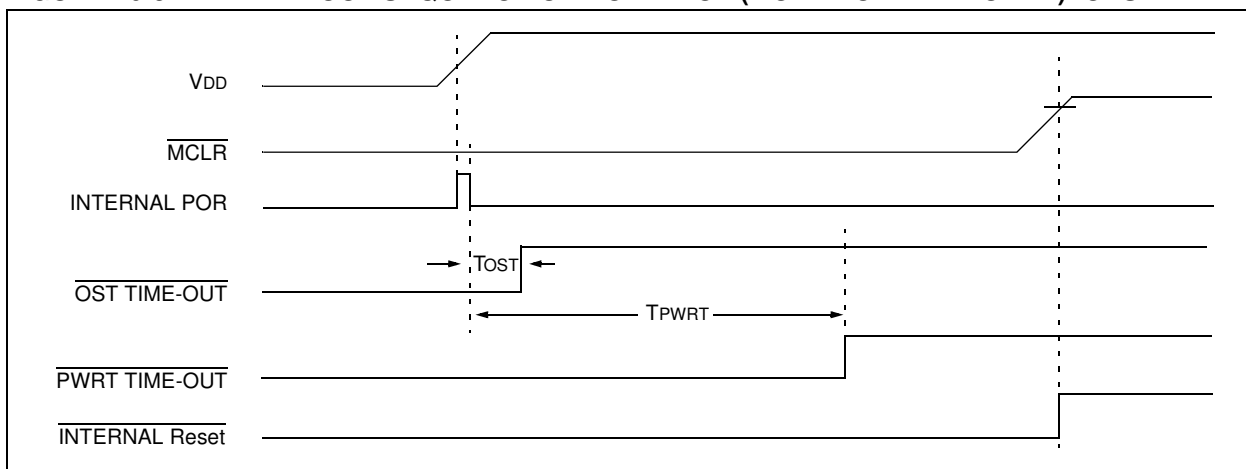 VDD
MCLR
INTERNAL POR
TOST
OST TIME-OUT
TPWRT
PWRT TIME-OUT
INTERNAL Reset